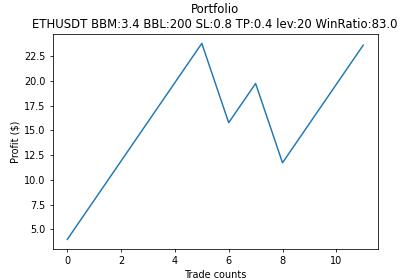 Portfolio
ETHUSDT BBM:3.4 BBL:200 SL:0.8 TP:0.4 lev:20 WinRatio:83.0
22.5
20.0
17.5
15.0
12.5
10.0
7.5
5.0
Profit ($)
0 2 4 6 8 10
Trade counts